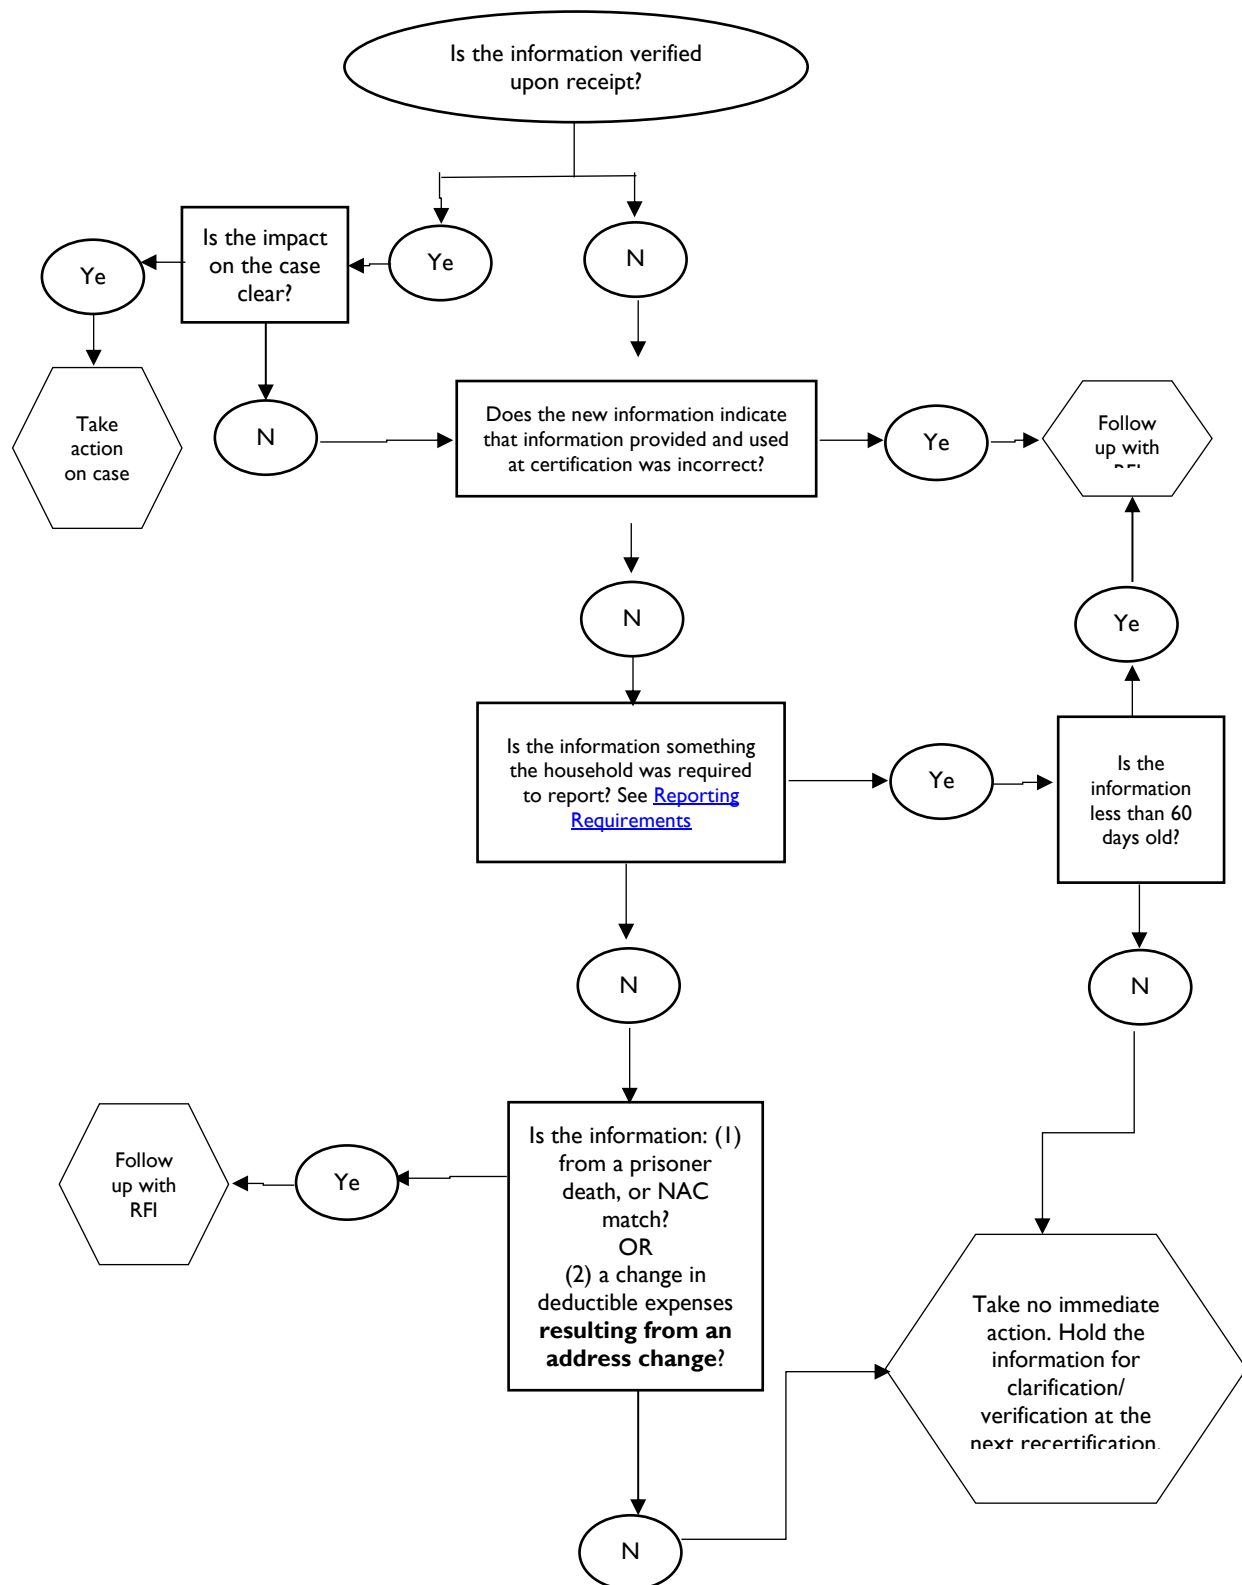 Is the information verified
upon receipt?
Is the impact
on the case
clear?
Ye
Ye
N
Take
action
on case
N
Does the new information indicate
that information provided and used
at certification was incorrect?
Ye
Follow
up with
RFI
N
Ye
Is the information something
the household was required
to report? See Reporting
Requirements
Ye
Is the
information
less than 60
days old?
N
N
Is the information: (1)
from a prisoner
death, or NAC
match?
OR
(2) a change in
deductible expenses
resulting from an
address change?
Ye
Follow
up with
RFI
Take no immediate
action. Hold the
information for
clarification/
verification at the
next recertification.
N